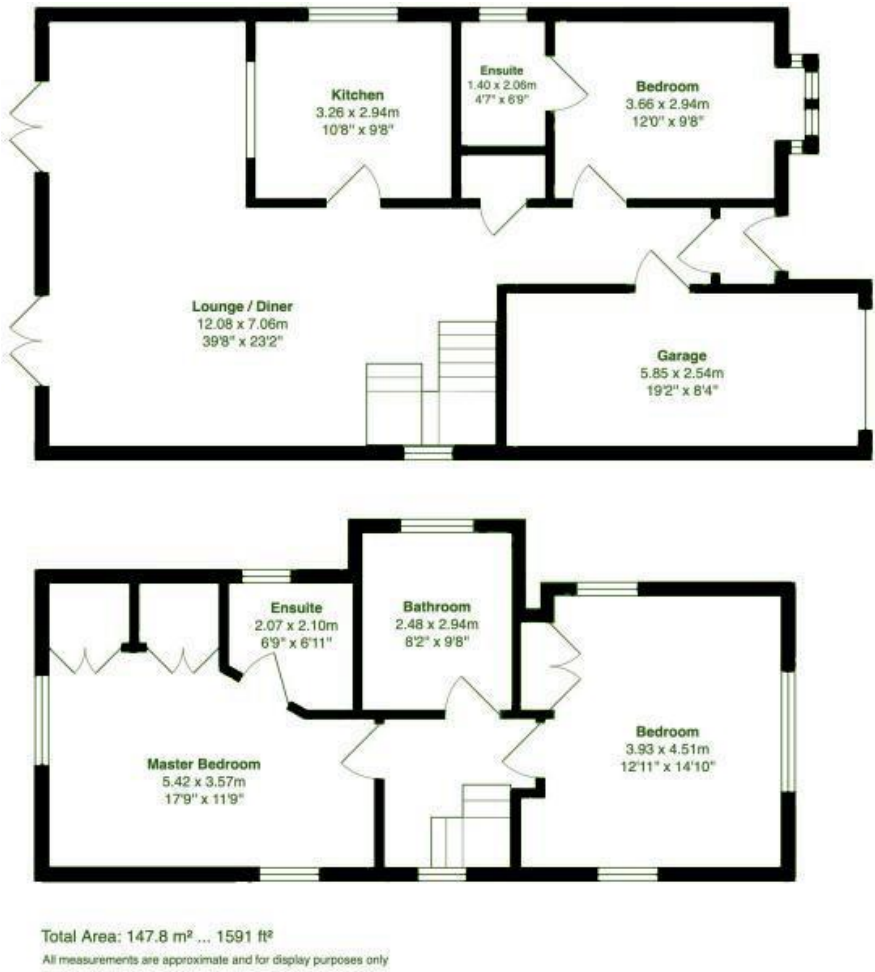 Kitchen
3.26 x 2.94m
10'8" x 9'8"
Ensuite
1.40 x 2.06m
4'7" x 6'9"
Bedroom
3.66 x 2.94m
12'0" x 9'8"
Lounge / Diner
12.08 x 7.06m
39'8" x 23'2"
Garage
5.85 x 2.54m
19'2" x 8'4"
Ensuite
2.07 x 2.10m
6'9" x 6'11"
Bathroom
2.48 x 2.94m
8'2" x 9'8"
Master Bedroom
5.42 x 3.57m
17'9" x 11'9"
Bedroom
3.93 x 4.51m
12'11" x 14'10"
Total Area: 147.8 m² ... 1591 ft²
All measurements are approximate and for display purposes only